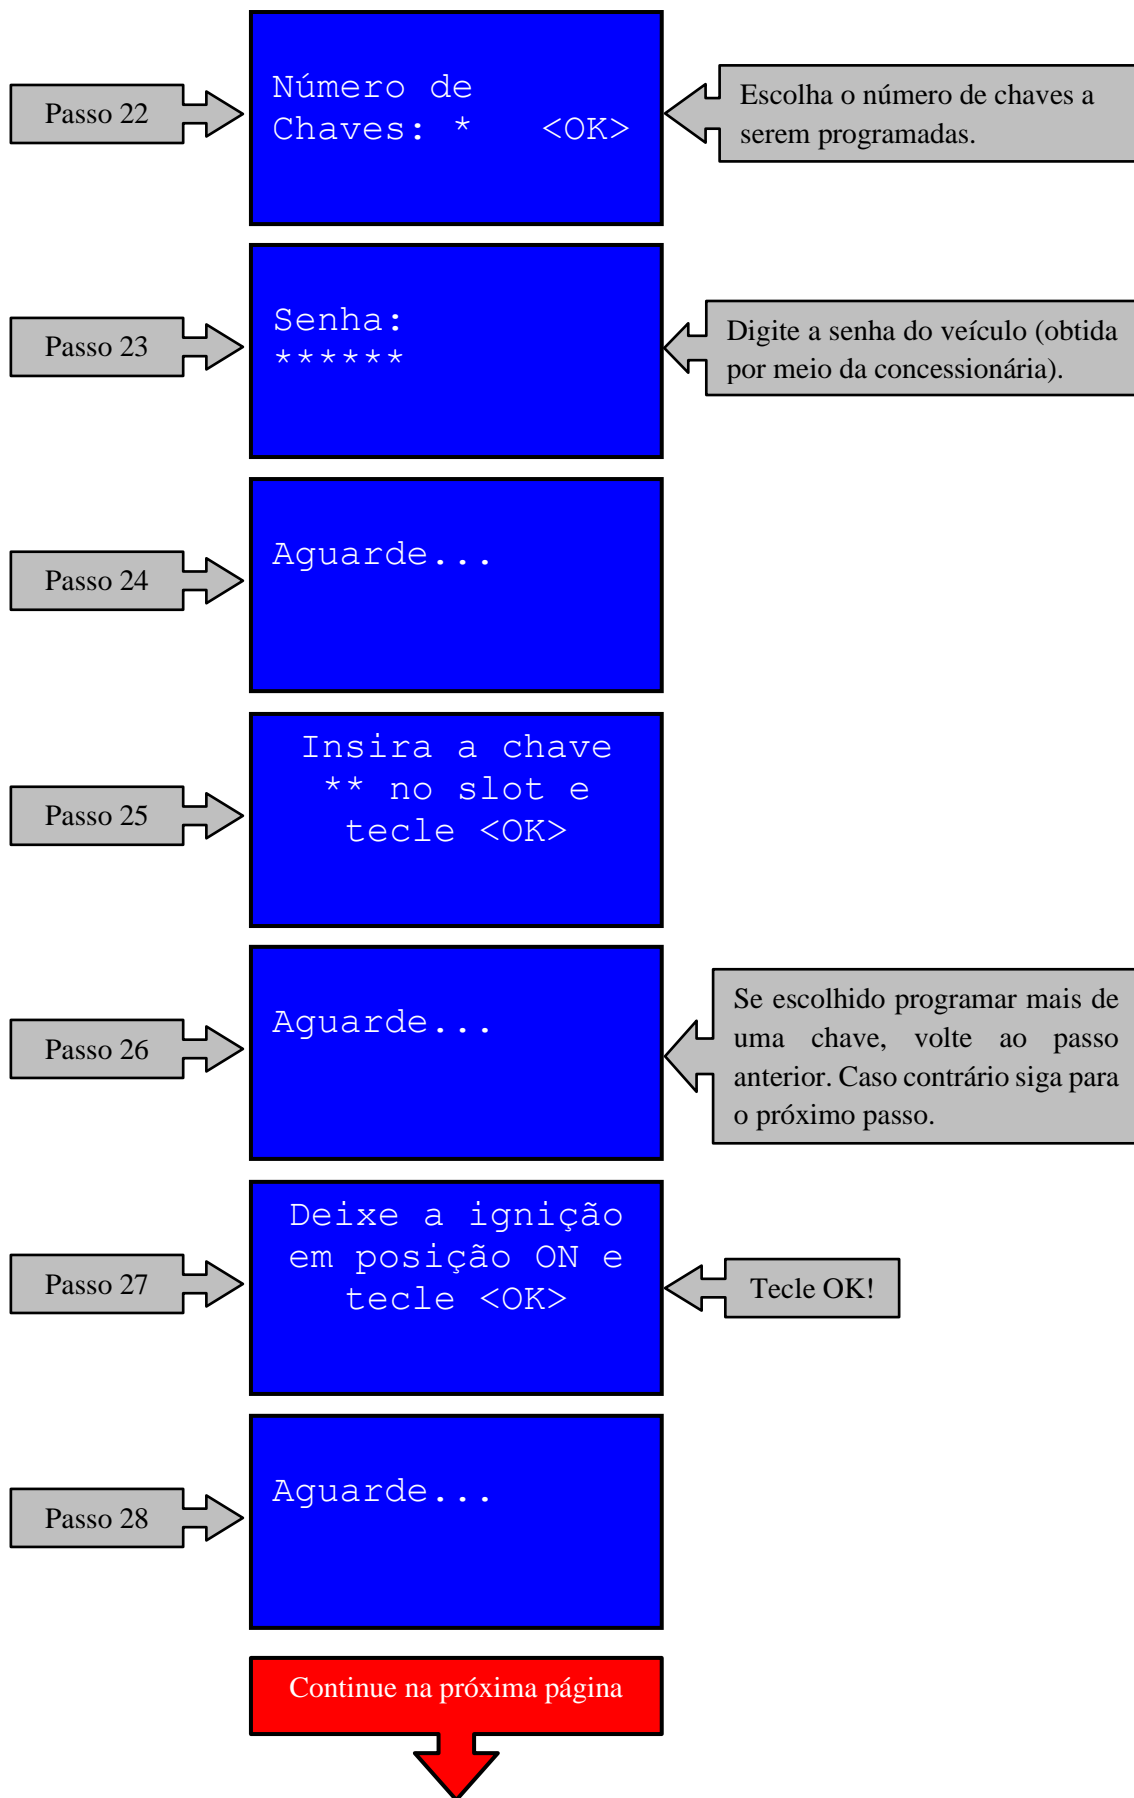 Passo 22
Número de
Chaves: * <OK>
Escolha o número de chaves a
serem programadas.
Passo 23
Senha:
******
Digite a senha do veículo (obtida
por meio da concessionária).
Passo 24
Aguarde...
Passo 25
Insira a chave
** no slot e
tecle <OK>
Passo 26
Aguarde...
Se escolhido programar mais de
uma chave, volte ao passo
anterior. Caso contrário siga para
o próximo passo.
Passo 27
Deixe a ignição
em posição ON e
tecle <OK>
Tecle OK!
Passo 28
Aguarde...
Continue na próxima página